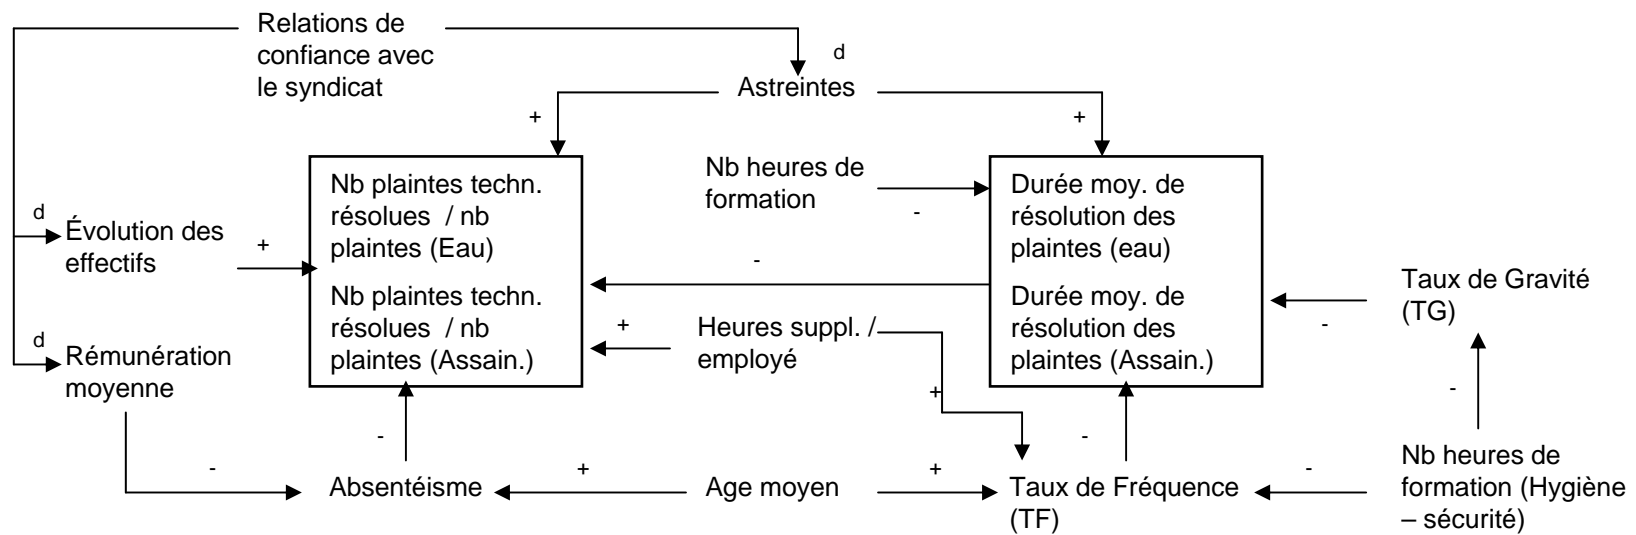 Relations de
confiance avec
le syndicat
d
Astreintes
+
+
Nb heures de
formation
-
Nb plaintes techn.
résolues / nb
plaintes (Eau)
Nb plaintes techn.
résolues / nb
plaintes (Assain.)
Durée moy. de
résolution des
plaintes (eau)
Durée moy. de
résolution des
plaintes (Assain.)
d
Évolution des
effectifs
+
-
Taux de Gravité
(TG)
-
d
Rémunération
moyenne
+
Heures suppl. /
employé
+
-
-
-
-
Absentéisme
+
Age moyen
+
Taux de Fréquence
(TF)
-
Nb heures de
formation (Hygiène
– sécurité)